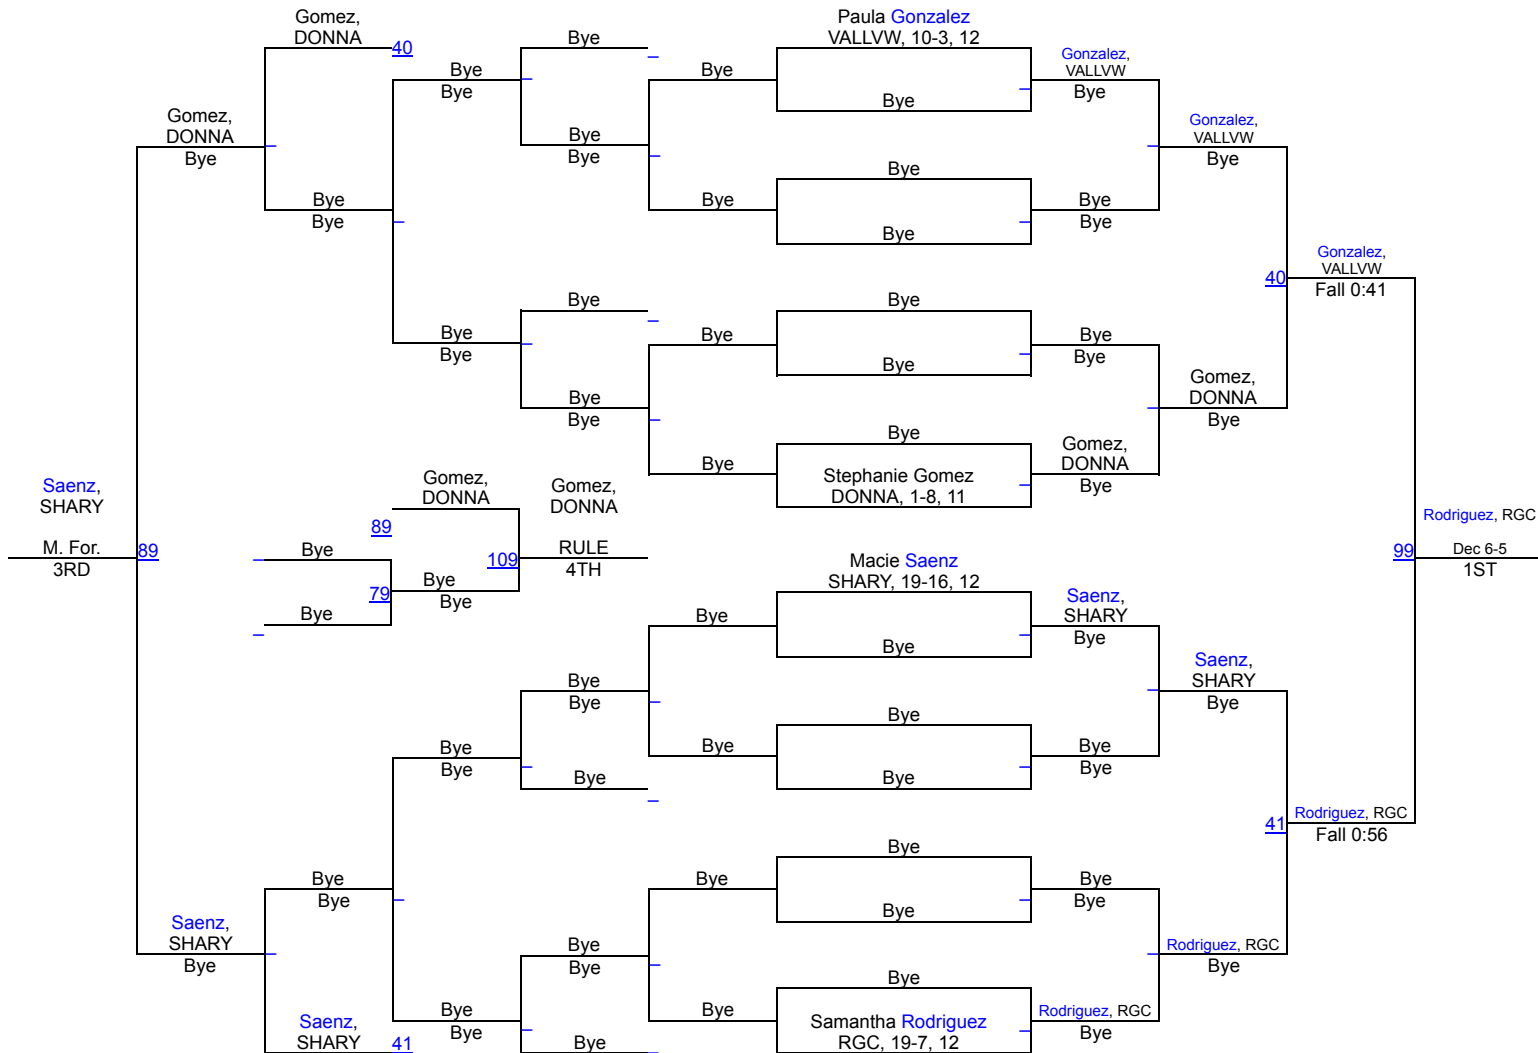 Gomez,
DONNA
40
Bye
Paula Gonzalez
VALLVW, 10-3, 12
Gonzalez,
VALLVW
Bye
Bye
Bye
Bye
Bye
Gomez,
DONNA
Bye
Bye
Bye
Gonzalez,
VALLVW
Bye
Bye
Bye
Bye
Bye
Bye
Bye
Bye
Bye
40
Gonzalez,
VALLVW
Fall 0:41
Bye
Bye
Bye
Bye
Bye
Bye
Bye
Bye
Gomez,
DONNA
Bye
Bye
Bye
Bye
Bye
Stephanie Gomez
DONNA, 1-8, 11
Gomez,
DONNA
Bye
Saenz,
SHARY
M. For.
3RD
89
Gomez,
DONNA
89
Bye
79
Bye
Bye
Bye
109
Gomez,
DONNA
RULE
4TH
Rodriguez, RGC
99
Dec 6-5
1ST
Macie Saenz
SHARY, 19-16, 12
Bye
Bye
Saenz,
SHARY
Bye
Bye
Bye
Saenz,
SHARY
Bye
Bye
Bye
Bye
Bye
Bye
Bye
Bye
Bye
41
Rodriguez, RGC
Fall 0:56
Bye
Bye
Bye
Bye
Bye
Bye
Bye
Saenz,
SHARY
Bye
Bye
Bye
Rodriguez, RGC
Bye
Bye
Bye
Bye
Bye
Samantha Rodriguez
RGC, 19-7, 12
Rodriguez, RGC
Bye
Saenz,
SHARY
41
Bye